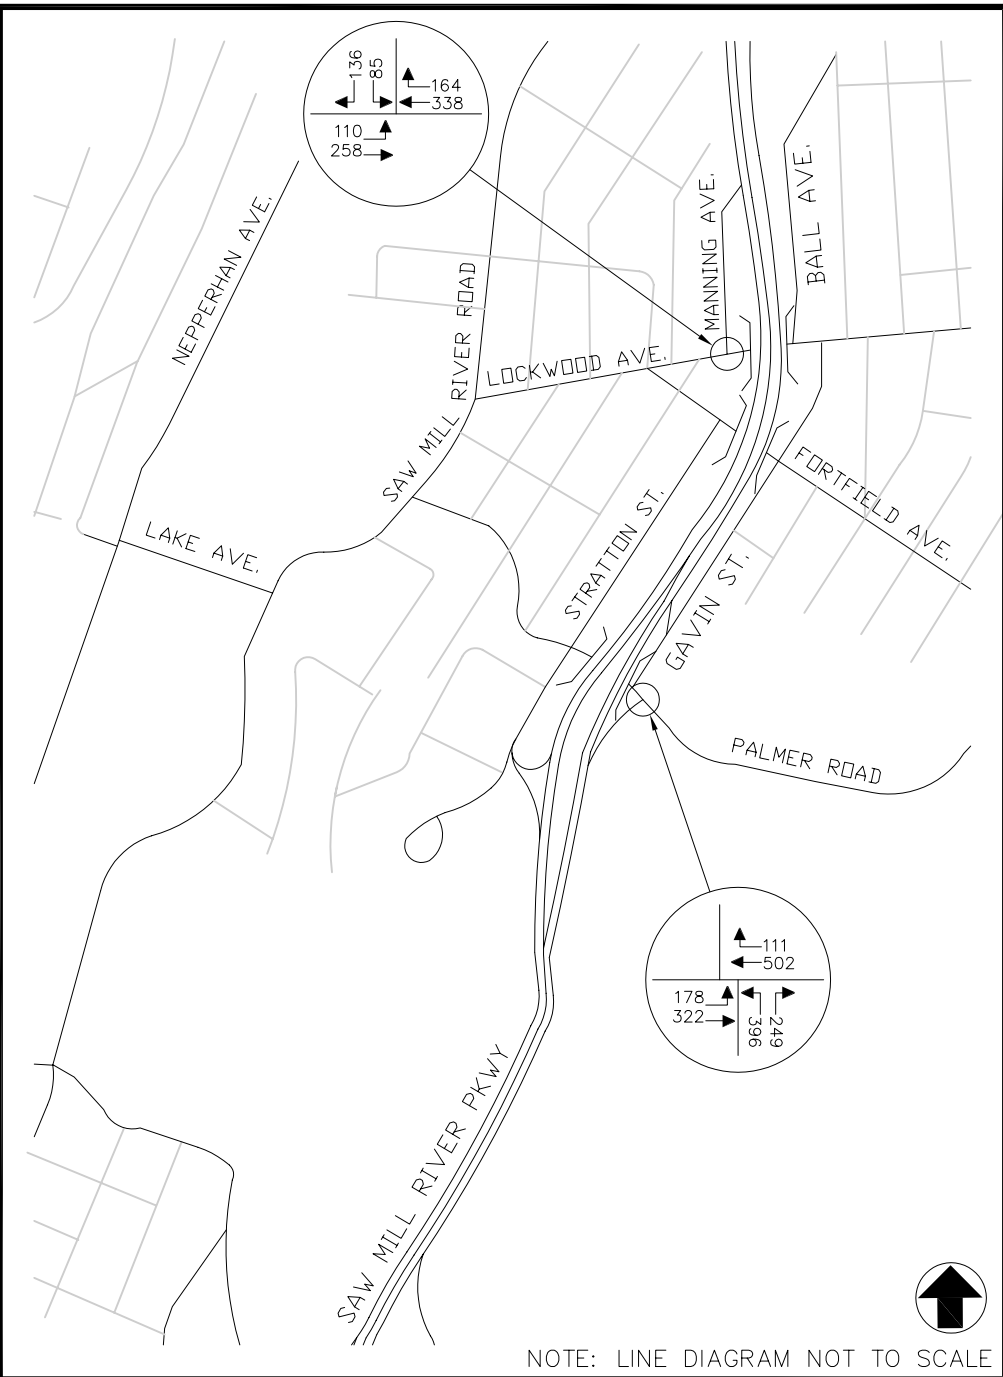 136
85
164
338
110
258
NEPPERHAN AVE.
SAW MILL RIVER ROAD
MANNING AVE.
BALL AVE.
LOCKWOOD AVE.
FORTFIELD AVE.
LAKE AVE.
STRATTON ST.
GAVIN ST.
PALMER ROAD
111
502
178
322
396
249
SAW MILL RIVER PKWY
NOTE: LINE DIAGRAM NOT TO SCALE